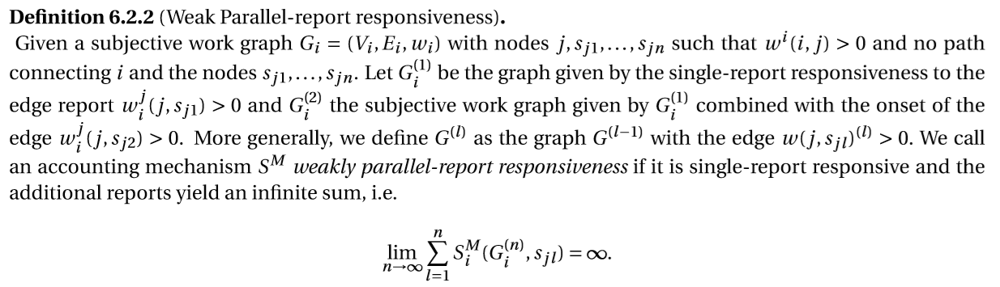 Definition 6.2.2 (Weak Parallel-report responsiveness).
Given a subjective work graph $G_i = (V_i, E_i, w_i)$ with nodes $j, s_{j1}, \ldots, s_{jn}$ such that $w^i(i, j) > 0$ and no path
connecting $i$ and the nodes $s_{j1}, \ldots, s_{jn}$. Let $G_i^{(1)}$ be the graph given by the single-report responsiveness to the
edge report $w_i^j(j, s_{j1}) > 0$ and $G_i^{(2)}$ the subjective work graph given by $G_i^{(1)}$ combined with the onset of the
edge $w_i^j(j, s_{j2}) > 0$. More generally, we define $G^{(l)}$ as the graph $G^{(l-1)}$ with the edge $w(j, s_{jl})^{(l)} > 0$. We call
an accounting mechanism $S^M$ weakly parallel-report responsiveness if it is single-report responsive and the
additional reports yield an infinite sum, i.e.
$\lim_{n \to \infty} \sum_{l=1}^{n} S_i^M(G_i^{(n)}, s_{jl}) = \infty.$